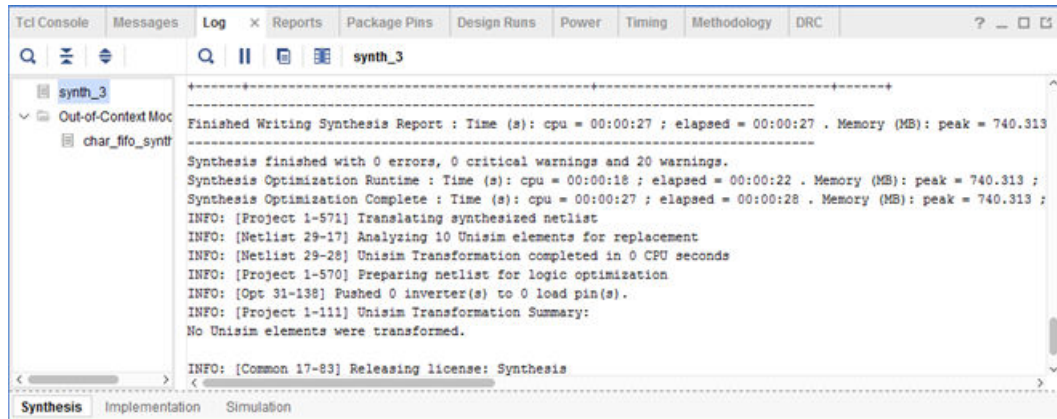 Tcl Console Messages Log × Reports Package Pins Design Runs Power Timing Methodology DRC ?
synth_3
synth_3
Out-of-Context Moc
char_fifo_synth
+------+--------------------------------------------+------------------------------+------+
Finished Writing Synthesis Report : Time (s): cpu = 00:00:27 ; elapsed = 00:00:27 . Memory (MB): peak = 740.313
Synthesis finished with 0 errors, 0 critical warnings and 20 warnings.
Synthesis Optimization Runtime : Time (s): cpu = 00:00:18 ; elapsed = 00:00:22 . Memory (MB): peak = 740.313 ;
Synthesis Optimization Complete : Time (s): cpu = 00:00:27 ; elapsed = 00:00:28 . Memory (MB): peak = 740.313 ;
INFO: [Project 1-571] Translating synthesized netlist
INFO: [Netlist 29-17] Analyzing 10 Unisim elements for replacement
INFO: [Netlist 29-28] Unisim Transformation completed in 0 CPU seconds
INFO: [Project 1-570] Preparing netlist for logic optimization
INFO: [Opt 31-138] Pushed 0 inverter(s) to 0 load pin(s).
INFO: [Project 1-111] Unisim Transformation Summary:
No Unisim elements were transformed.
INFO: [Common 17-83] Releasing license: Synthesis
Synthesis Implementation Simulation